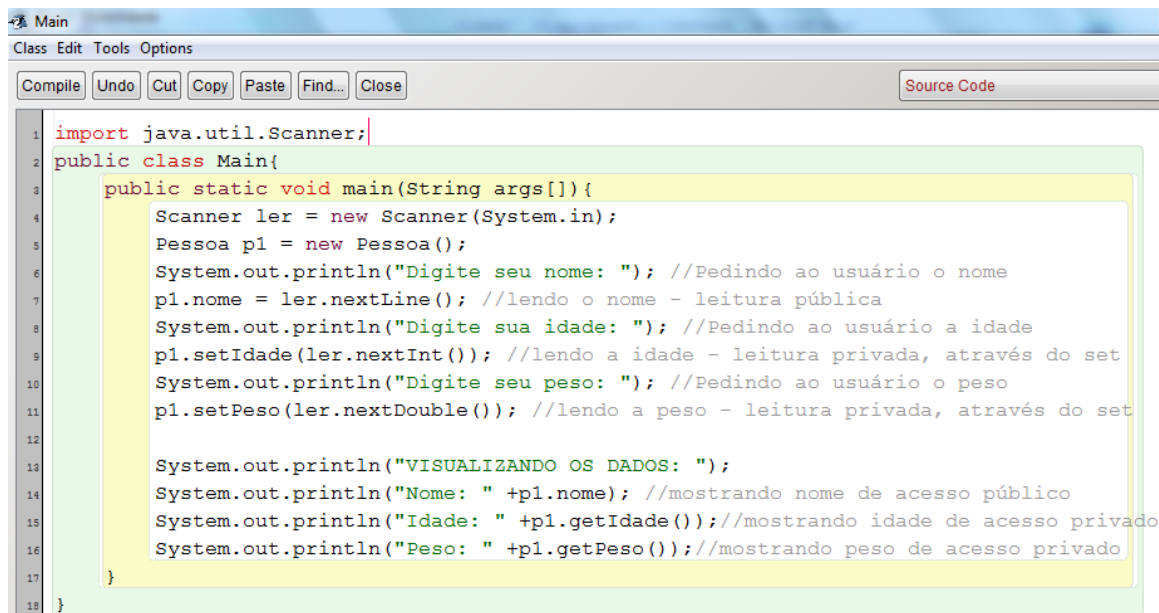 Main
Class Edit Tools Options
Compile Undo Cut Copy Paste Find... Close Source Code
1 import java.util.Scanner;
2 public class Main{
3 public static void main(String args[]){
4 Scanner ler = new Scanner(System.in);
5 Pessoa p1 = new Pessoa();
6 System.out.println("Digite seu nome: "); //Pedindo ao usuário o nome
7 p1.nome = ler.nextLine(); //lendo o nome - leitura pública
8 System.out.println("Digite sua idade: "); //Pedindo ao usuário a idade
9 p1.setIdade(ler.nextInt()); //lendo a idade - leitura privada, através do set
10 System.out.println("Digite seu peso: "); //Pedindo ao usuário o peso
11 p1.setPeso(ler.nextDouble()); //lendo a peso - leitura privada, através do set
12
13 System.out.println("VISUALIZANDO OS DADOS: ");
14 System.out.println("Nome: " +p1.nome); //mostrando nome de acesso público
15 System.out.println("Idade: " +p1.getIdade());//mostrando idade de acesso privado
16 System.out.println("Peso: " +p1.getPeso());//mostrando peso de acesso privado
17 }
18 }